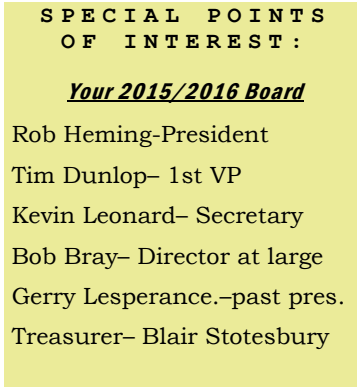 SPECIAL POINTS
OF INTEREST:
Your 2015/2016 Board
Rob Heming-President
Tim Dunlop– 1st VP
Kevin Leonard– Secretary
Bob Bray– Director at large
Gerry Lesperance.–past pres.
Treasurer– Blair Stotesbury